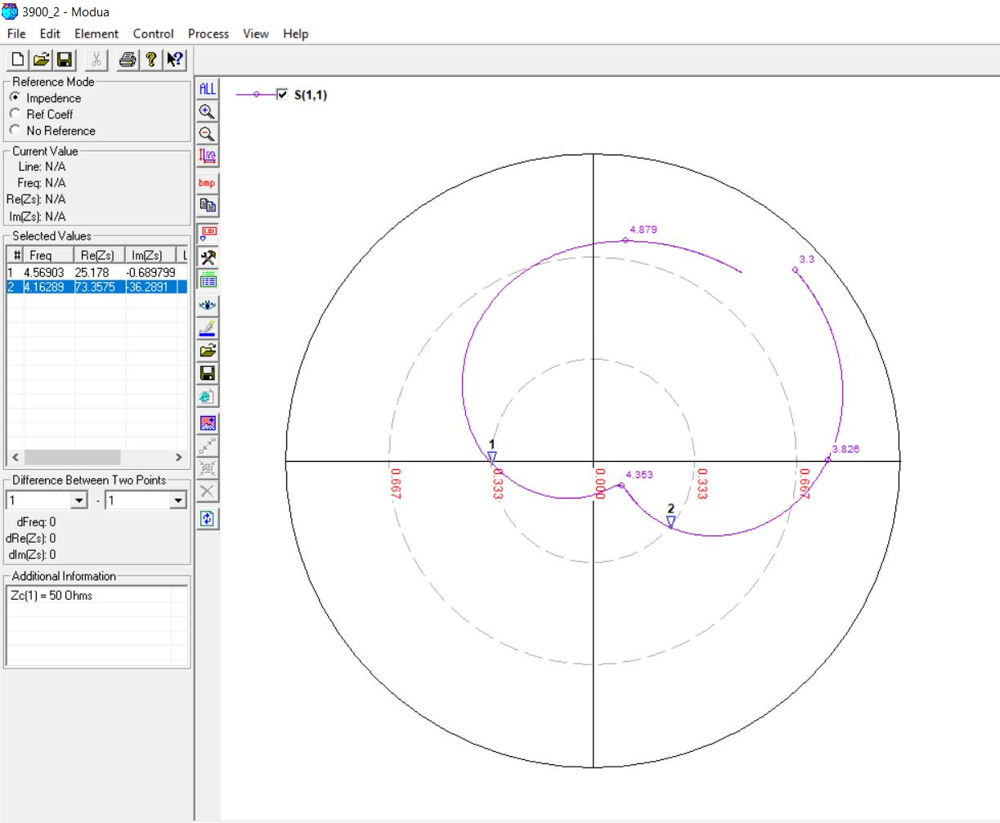 3900_2 - Modua
File Edit Element Control Process View Help
Reference Mode
Impedence
Ref Coeff
No Reference
Current Value
Line: N/A
Freq: N/A
Re(Zs): N/A
Im(Zs): N/A
Selected Values
# Freq Re(Zs) Im(Zs) L
1 4.56903 25.178 -0.689799
2 4.16289 73.3575 -36.2891
Difference Between Two Points
1 - 1
dFreq: 0
dRe(Zs): 0
dIm(Zs): 0
Additional Information
Zc(1) = 50 Ohms
ALL
bmp
1.01
S(1,1)
4.879
3.3
1
3.826
0.667
0.333
0.000
4.353
0.333
0.667
2